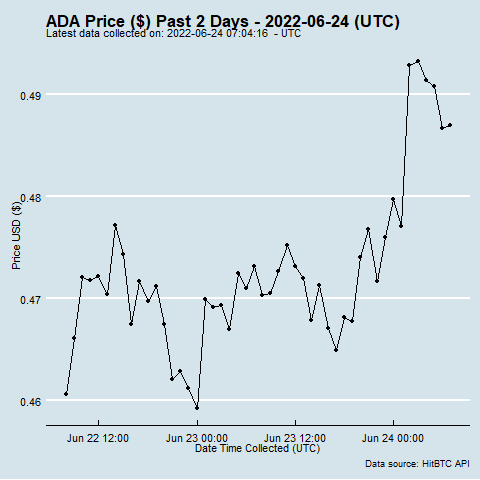 ADA Price ($) Past 2 Days - 2022-06-24 (UTC)
Latest data collected on: 2022-06-24 07:04:16 - UTC
0.49
0.48
Price USD ($)
0.47
0.46
Jun 22 12:00 Jun 23 00:00 Jun 23 12:00 Jun 24 00:00
Date Time Collected (UTC)
Data source: HitBTC API